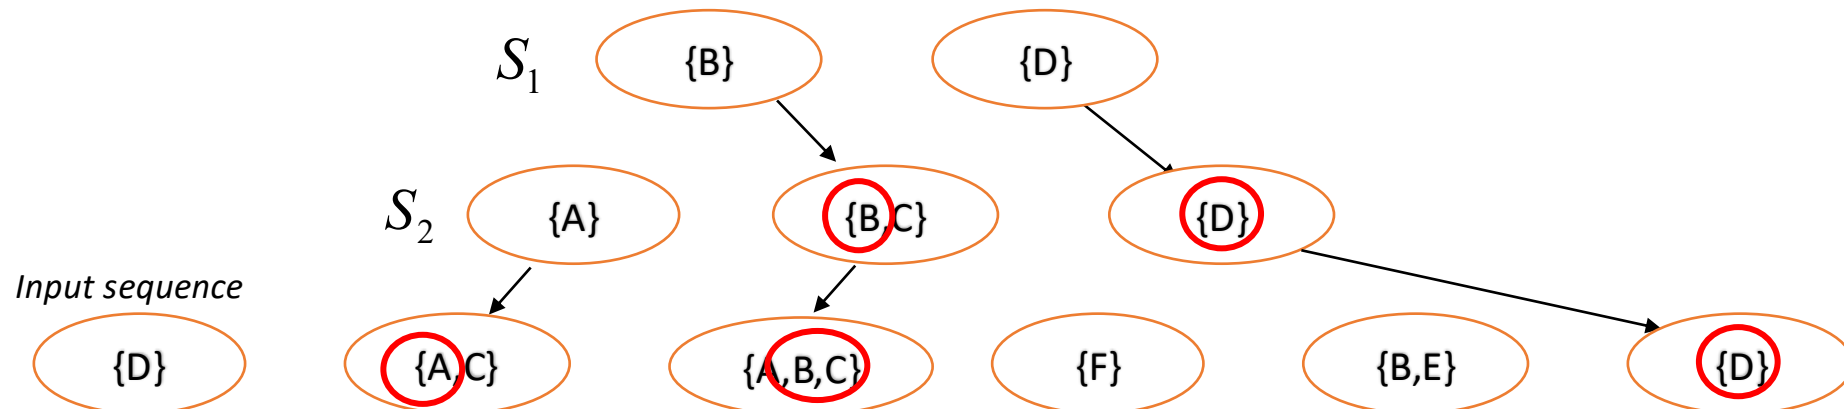 S1 {B} {D}
S2 {A} {B,C} {D}
Input sequence
{D} {A,C} {A,B,C} {F} {B,E} {D}